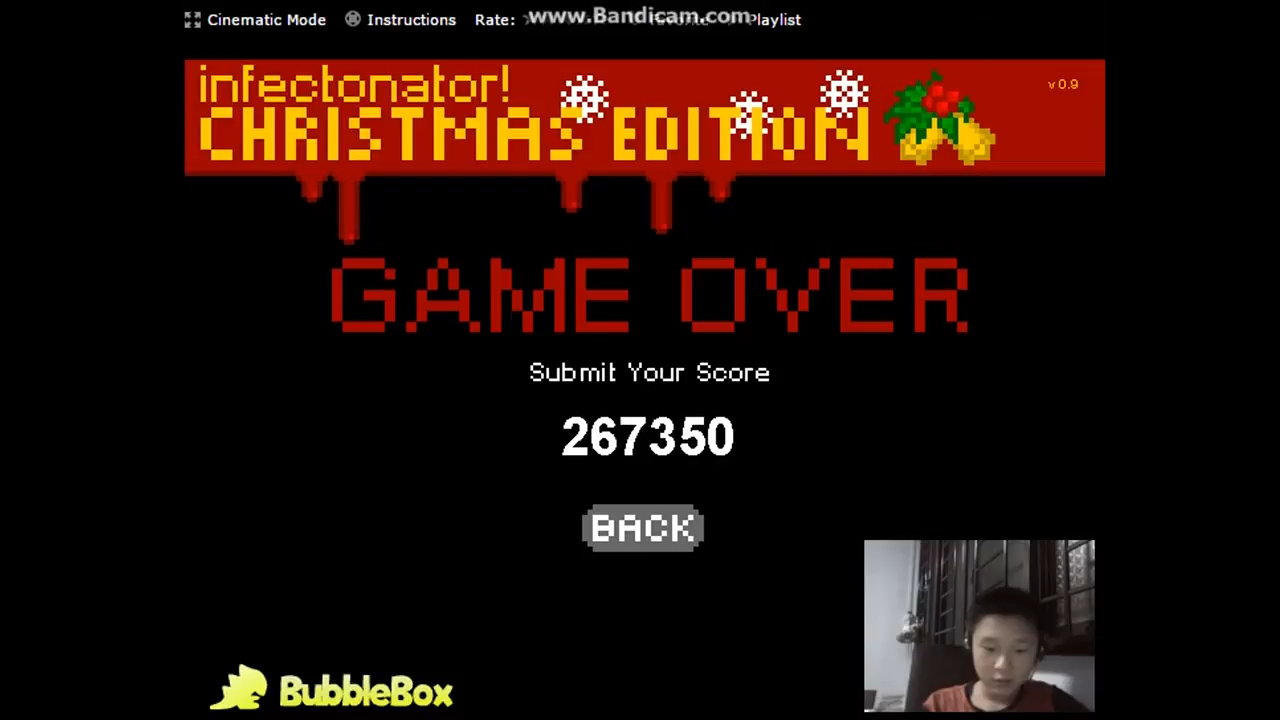 Cinematic Mode Instructions Rate: www.Bandicam.com Playlist
infectonator!
CHRISTMAS EDITION
v0.9
GAME OVER
Submit Your Score
267350
BACK
BubbleBox